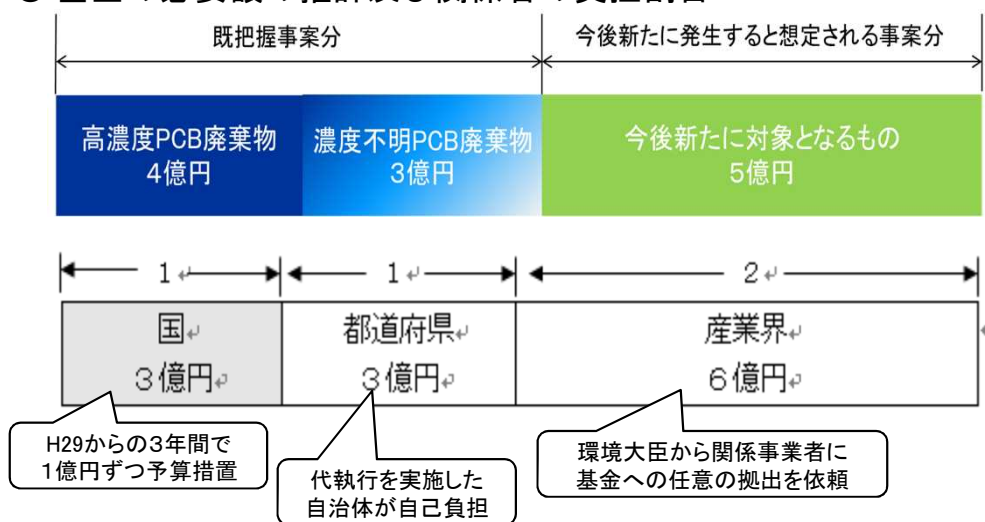 既把握事案分
今後新たに発生すると想定される事案分
高濃度PCB廃棄物
4億円
濃度不明PCB廃棄物
3億円
今後新たに対象となるもの
5億円
1
1
2
国
3億円
都道府県
3億円
産業界
6億円
H29からの3年間で
1億円ずつ予算措置
代執行を実施した
自治体が自己負担
環境大臣から関係事業者に
基金への任意の拠出を依頼